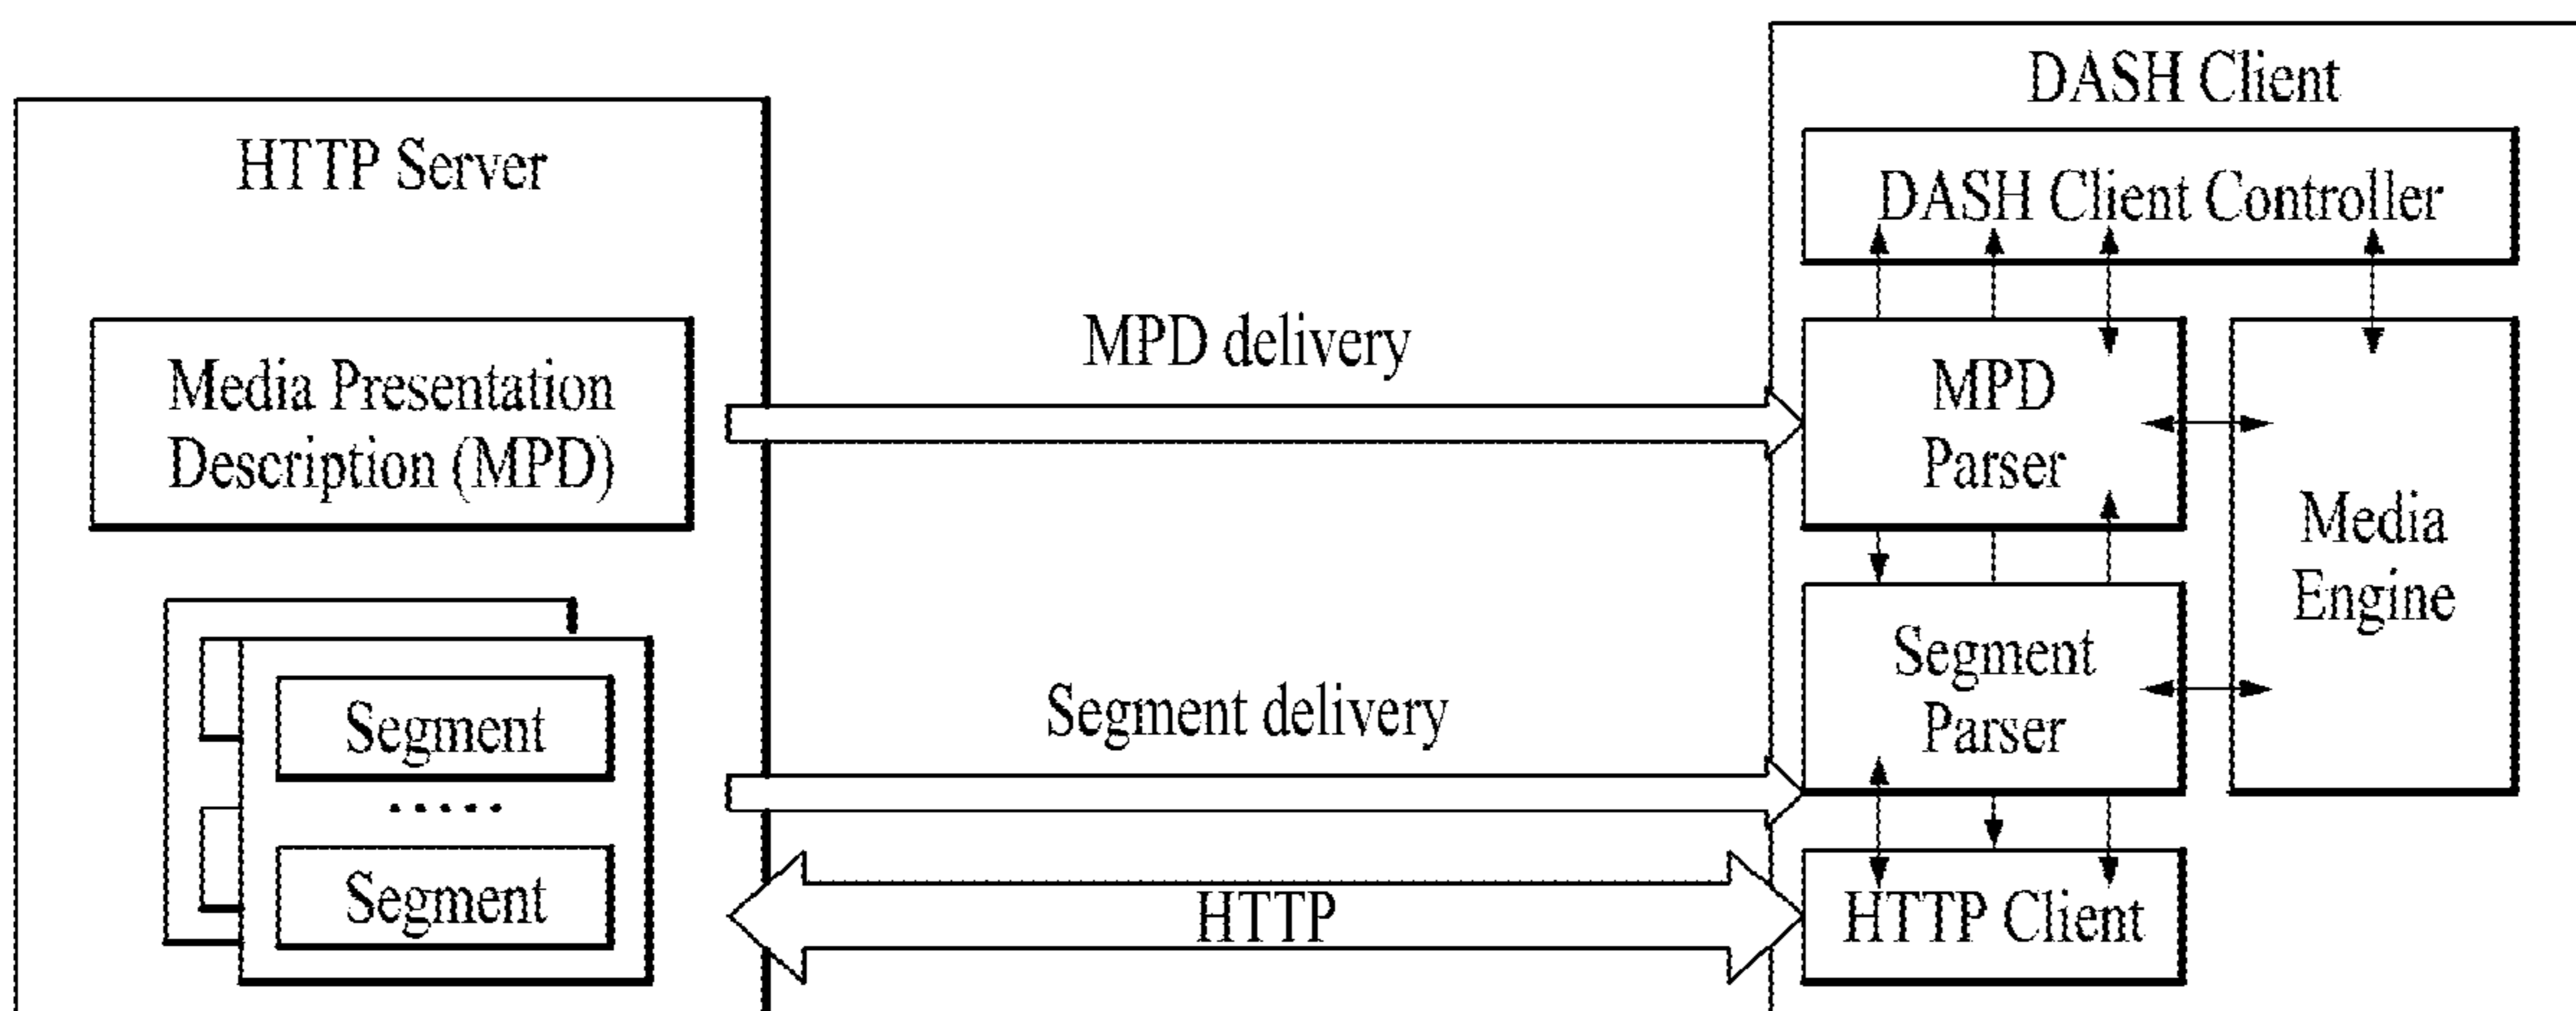 HTTP Server
Media Presentation
Description (MPD)
Segment
.....
Segment
MPD delivery
Segment delivery
HTTP
DASH Client
DASH Client Controller
MPD
Parser
Media
Engine
Segment
Parser
HTTP Client